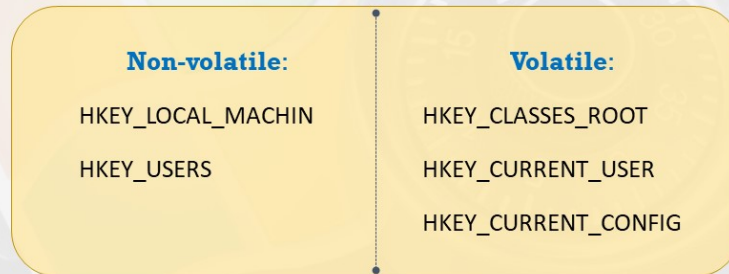 Non-volatile:
HKEY_LOCAL_MACHIN
HKEY_USERS
Volatile:
HKEY_CLASSES_ROOT
HKEY_CURRENT_USER
HKEY_CURRENT_CONFIG